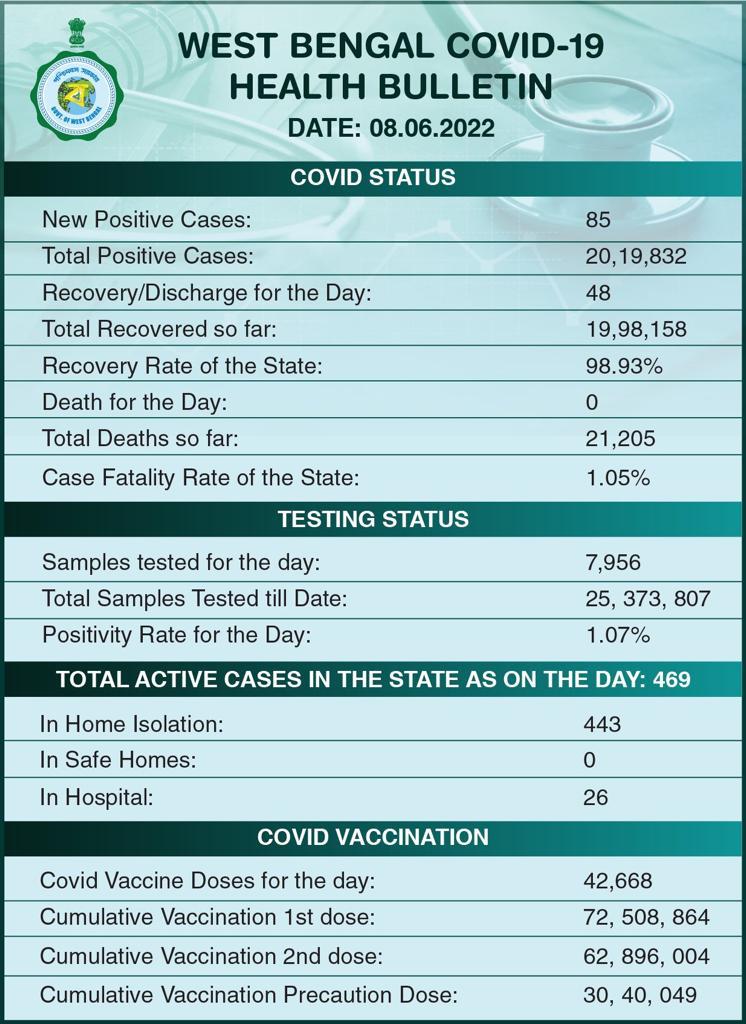 WEST BENGAL COVID-19
HEALTH BULLETIN
DATE: 08.06.2022
পশ্চিমবঙ্গ সরকার
ব
GOVT. OF WEST BENGAL
COVID STATUS
New Positive Cases: 85
Total Positive Cases: 20,19,832
Recovery/Discharge for the Day: 48
Total Recovered so far: 19,98,158
Recovery Rate of the State: 98.93%
Death for the Day: 0
Total Deaths so far: 21,205
Case Fatality Rate of the State: 1.05%
TESTING STATUS
Samples tested for the day: 7,956
Total Samples Tested till Date: 25, 373, 807
Positivity Rate for the Day: 1.07%
TOTAL ACTIVE CASES IN THE STATE AS ON THE DAY: 469
In Home Isolation: 443
In Safe Homes: 0
In Hospital: 26
COVID VACCINATION
Covid Vaccine Doses for the day: 42,668
Cumulative Vaccination 1st dose: 72, 508, 864
Cumulative Vaccination 2nd dose: 62, 896, 004
Cumulative Vaccination Precaution Dose: 30, 40, 049